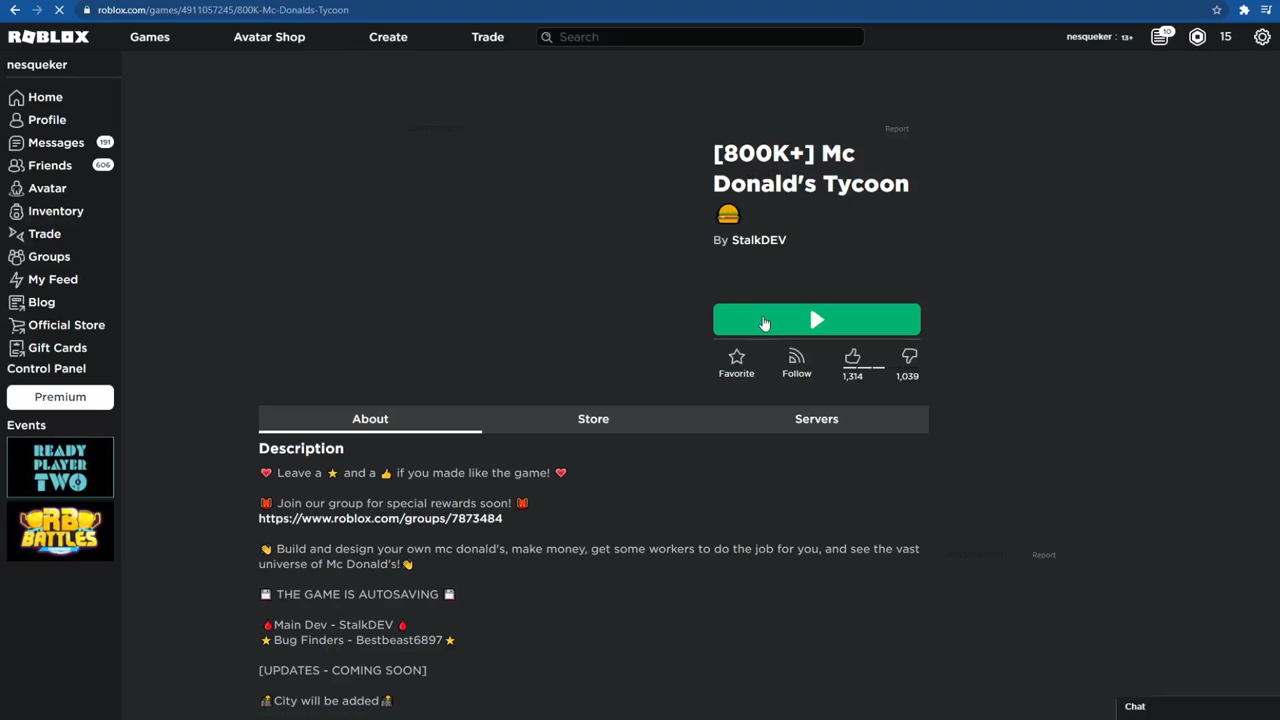 roblox.com/games/4911057245/800K-Mc-Donalds-Tycoon
ROBLOX
Games
Avatar Shop
Create
Trade
Search
nesqueker : 13+
10
15
nesqueker
Home
Profile
Messages
191
Friends
606
Avatar
Inventory
Trade
Groups
My Feed
Blog
Official Store
Gift Cards
Control Panel
Premium
Events
READY
PLAYER
TWO
RB
BATTLES
Report
[800K+] Mc
Donald's Tycoon
🍔
By StalkDEV
Favorite
Follow
1,314
1,039
About
Store
Servers
Description
❤️ Leave a ⭐ and a 👍 if you made like the game! ❤️
🎁 Join our group for special rewards soon! 🎁
https://www.roblox.com/groups/7873484
👋 Build and design your own mc donald's, make money, get some workers to do the job for you, and see the vast
universe of Mc Donald's!👋
💾 THE GAME IS AUTOSAVING 💾
🩸Main Dev - StalkDEV 🩸
⭐Bug Finders - Bestbeast6897⭐
[UPDATES - COMING SOON]
City will be added
Report
Chat